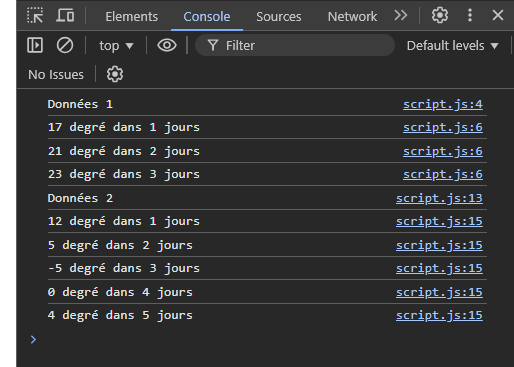 Elements Console Sources Network
top Filter Default levels
No Issues
Données 1 script.js:4
17 degré dans 1 jours script.js:6
21 degré dans 2 jours script.js:6
23 degré dans 3 jours script.js:6
Données 2 script.js:13
12 degré dans 1 jours script.js:15
5 degré dans 2 jours script.js:15
-5 degré dans 3 jours script.js:15
0 degré dans 4 jours script.js:15
4 degré dans 5 jours script.js:15